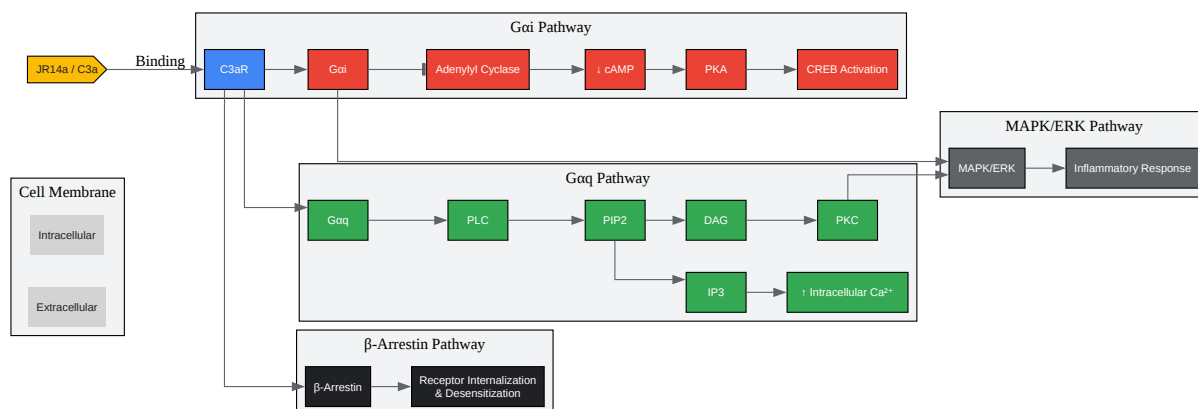 Gαi Pathway
JR14a / C3a
Binding
C3aR
Gαi
Adenylyl Cyclase
↓ cAMP
PKA
CREB Activation
MAPK/ERK Pathway
MAPK/ERK
Inflammatory Response
Gαq Pathway
Gαq
PLC
PIP2
DAG
PKC
IP3
↑ Intracellular Ca²⁺
Cell Membrane
Intracellular
Extracellular
β-Arrestin Pathway
β-Arrestin
Receptor Internalization
& Desensitization